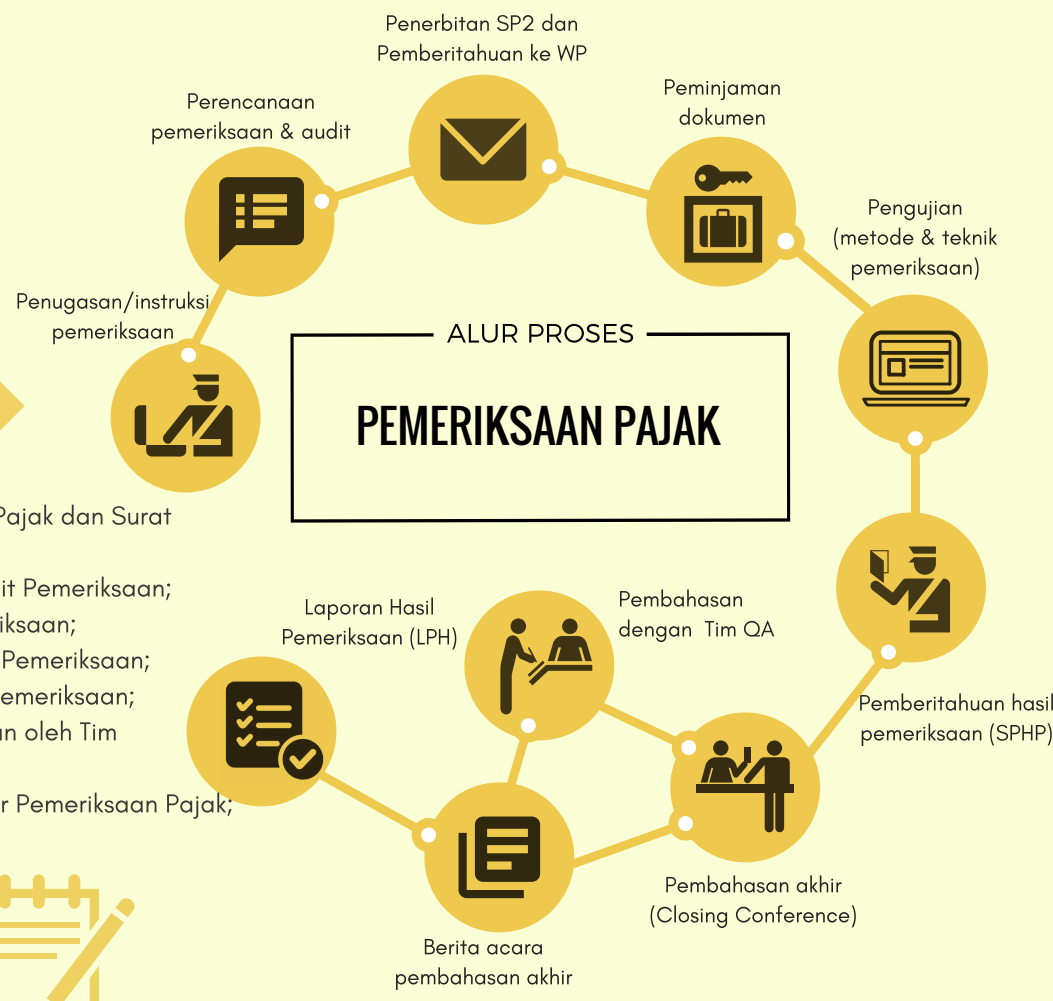 Penerbitan SP2 dan
Pemberitahuan ke WP
Perencanaan
pemeriksaan & audit
Peminjaman
dokumen
Pengujian
(metode & teknik
pemeriksaan)
Penugasan/instruksi
pemeriksaan
ALUR PROSES
PEMERIKSAAN PAJAK
Pajak dan Surat
it Pemeriksaan;
iksaan;
Pemeriksaan;
emeriksaan;
n oleh Tim
r Pemeriksaan Pajak;
Laporan Hasil
Pemeriksaan (LPH)
Pembahasan
dengan Tim QA
Pemberitahuan hasil
pemeriksaan (SPHP)
Pembahasan akhir
(Closing Conference)
Berita acara
pembahasan akhir